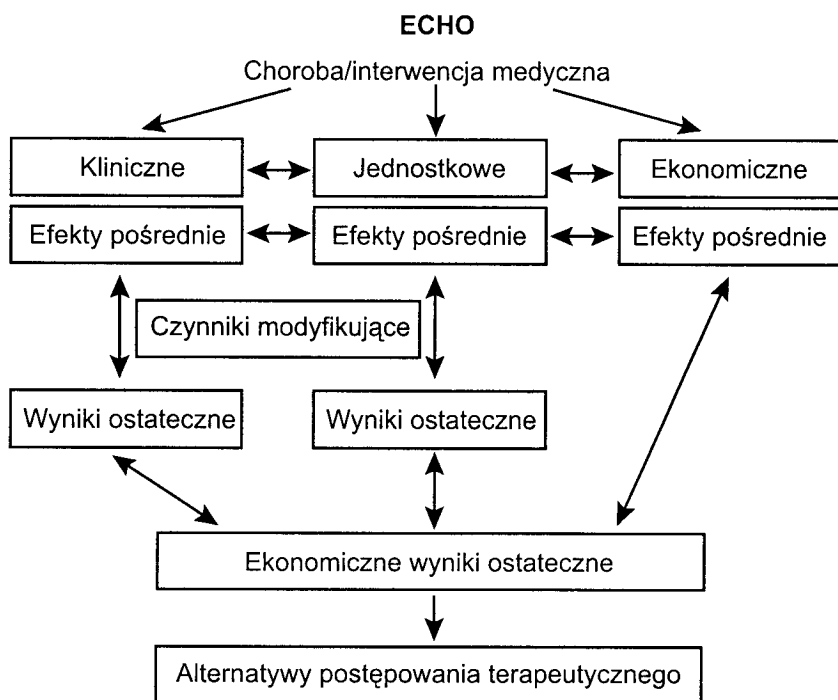 ECHO
Choroba/interwencja medyczna
Kliniczne
Jednostkowe
Ekonomiczne
Efekty pośrednie
Efekty pośrednie
Efekty pośrednie
Czynniki modyfikujące
Wyniki ostateczne
Wyniki ostateczne
Ekonomiczne wyniki ostateczne
Alternatywy postępowania terapeutycznego